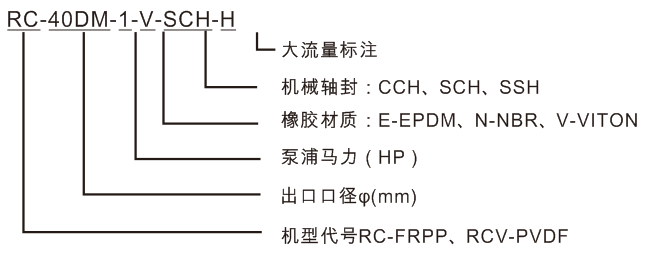 RC-40DM-1-V-SCH-H
大流量标注
机械轴封：CCH、SCH、SSH
橡胶材质：E-EPDM、N-NBR、V-VITON
泵浦马力（HP）
出口口径φ(mm)
机型代号RC-FRPP、RCV-PVDF